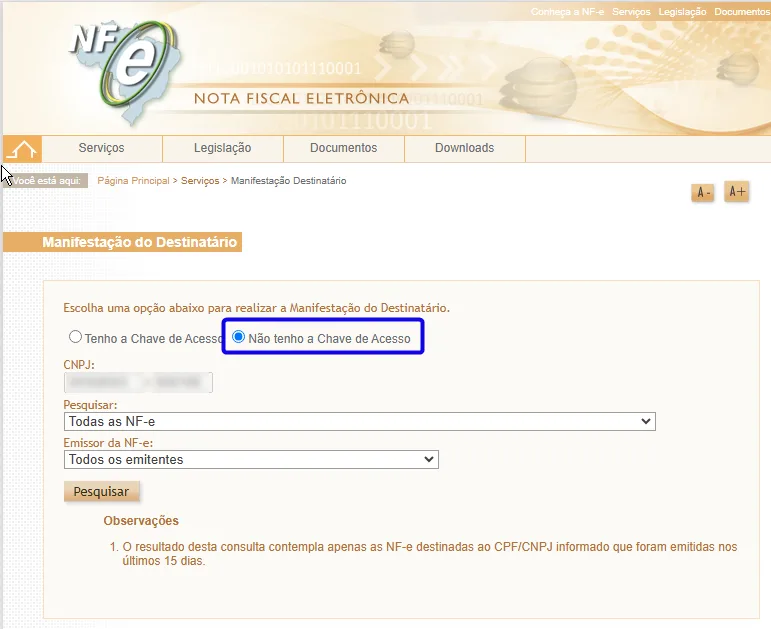 Conheça a NF-e Serviços Legislação Documentos
NF e
001010101110001
NOTA FISCAL ELETRÔNICA
01110001
Serviços Legislação Documentos Downloads
Você está aqui: Página Principal > Serviços > Manifestação Destinatário
A - A+
Manifestação do Destinatário
Escolha uma opção abaixo para realizar a Manifestação do Destinatário.
Tenho a Chave de Acesso Não tenho a Chave de Acesso
CNPJ:
Pesquisar:
Todas as NF-e
Emissor da NF-e:
Todos os emitentes
Pesquisar
Observações
1. O resultado desta consulta contempla apenas as NF-e destinadas ao CPF/CNPJ informado que foram emitidas nos
últimos 15 dias.